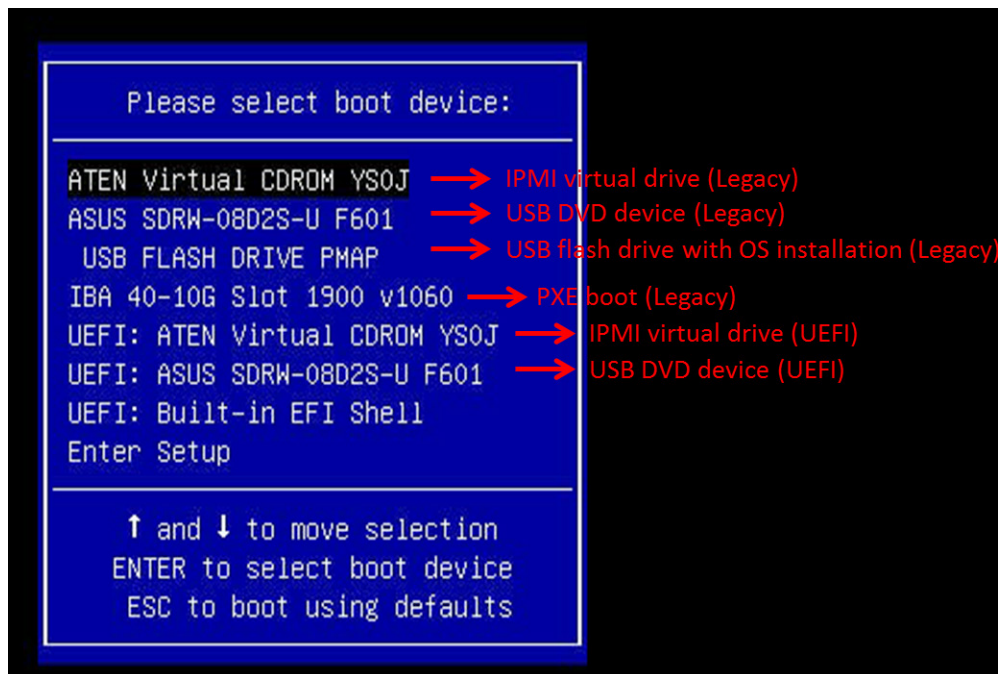 Please select boot device:
ATEN Virtual CDROM YS0J → IPMI virtual drive (Legacy)
ASUS SDRW-08D2S-U F601 → USB DVD device (Legacy)
USB FLASH DRIVE PMAP → USB flash drive with OS installation (Legacy)
IBA 40-10G Slot 1900 v1060 → PXE boot (Legacy)
UEFI: ATEN Virtual CDROM YS0J → IPMI virtual drive (UEFI)
UEFI: ASUS SDRW-08D2S-U F601 → USB DVD device (UEFI)
UEFI: Built-in EFI Shell
Enter Setup
↑ and ↓ to move selection
ENTER to select boot device
ESC to boot using defaults